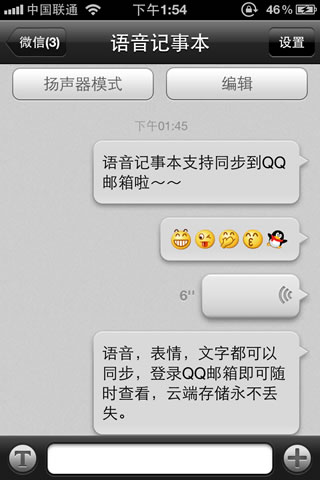 中国联通 下午1:54 46%
微信(3) 语音记事本 设置
扬声器模式 编辑
下午01:45
语音记事本支持同步到QQ
邮箱啦~~
6''
语音，表情，文字都可以
同步，登录QQ邮箱即可随
时查看，云端存储永不丢
失。
T